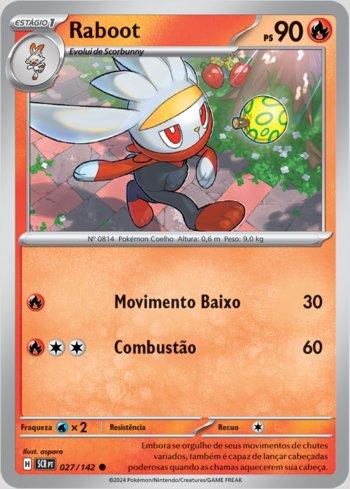 ESTÁGIO 1
Raboot
PS 90
Evolui de Scorbunny
Nº 0814 Pokémon Coelho Altura: 0,6 m Peso: 9,0 kg
Movimento Baixo 30
Combustão 60
Fraqueza ×2 Resistência Recuo
Ilust. asparo
H SCR PT 027/142
Embora se orgulhe de seus movimentos
avantajados, também é capaz de lançar cabeçadas
poderosas quando as chamas aquecerem sua cabeça.
©2024 Pokémon/Nintendo/Creatures/GAME FREAK